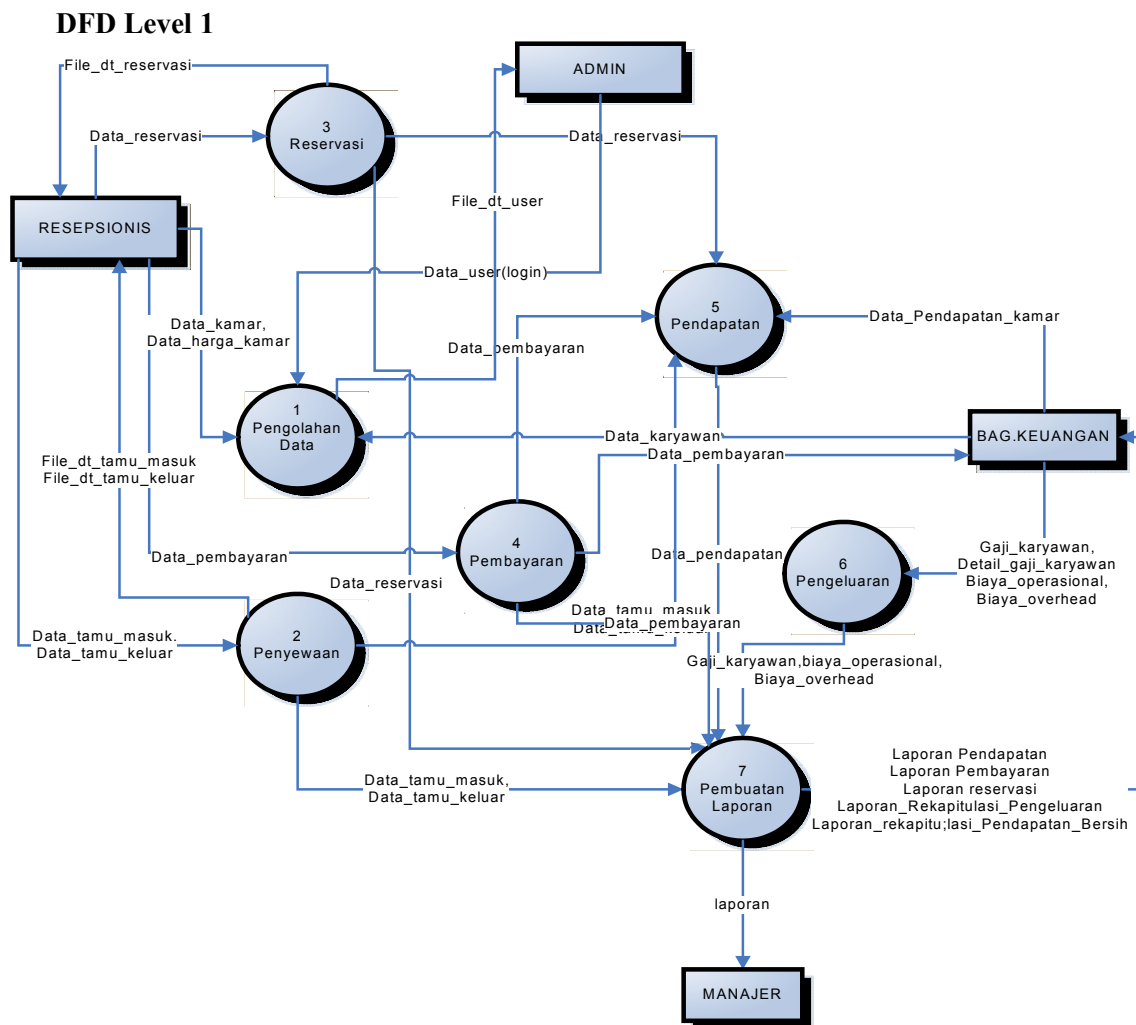 DFD Level 1
File_dt_reservasi
ADMIN
3
Reservasi
Data_reservasi
Data_reservasi
File_dt_user
RESEPSIONIS
Data_user(login)
5
Pendapatan
Data_Pendapatan_kamar
Data_kamar,
Data_harga_kamar
Data_pembayaran
1
Pengolahan
Data
Data_karyawan
BAG.KEUANGAN
Data_pembayaran
File_dt_tamu_masuk
File_dt_tamu_keluar
4
Pembayaran
Data_pembayaran
Data_pendapatan
6
Pengeluaran
Gaji_karyawan,
Detail_gaji_karyawan
Biaya_operasional,
Biaya_overhead
Data_reservasi
Data_tamu_masuk
Data_tamu_keluar
Data_pembayaran
Data_tamu_masuk.
Data_tamu_keluar
2
Penyewaan
Gaji_karyawan,biaya_operasional,
Biaya_overhead
Data_tamu_masuk,
Data_tamu_keluar
7
Pembuatan
Laporan
Laporan Pendapatan
Laporan Pembayaran
Laporan reservasi
Laporan_Rekapitulasi_Pengeluaran
Laporan_rekapitu;lasi_Pendapatan_Bersih
laporan
MANAJER